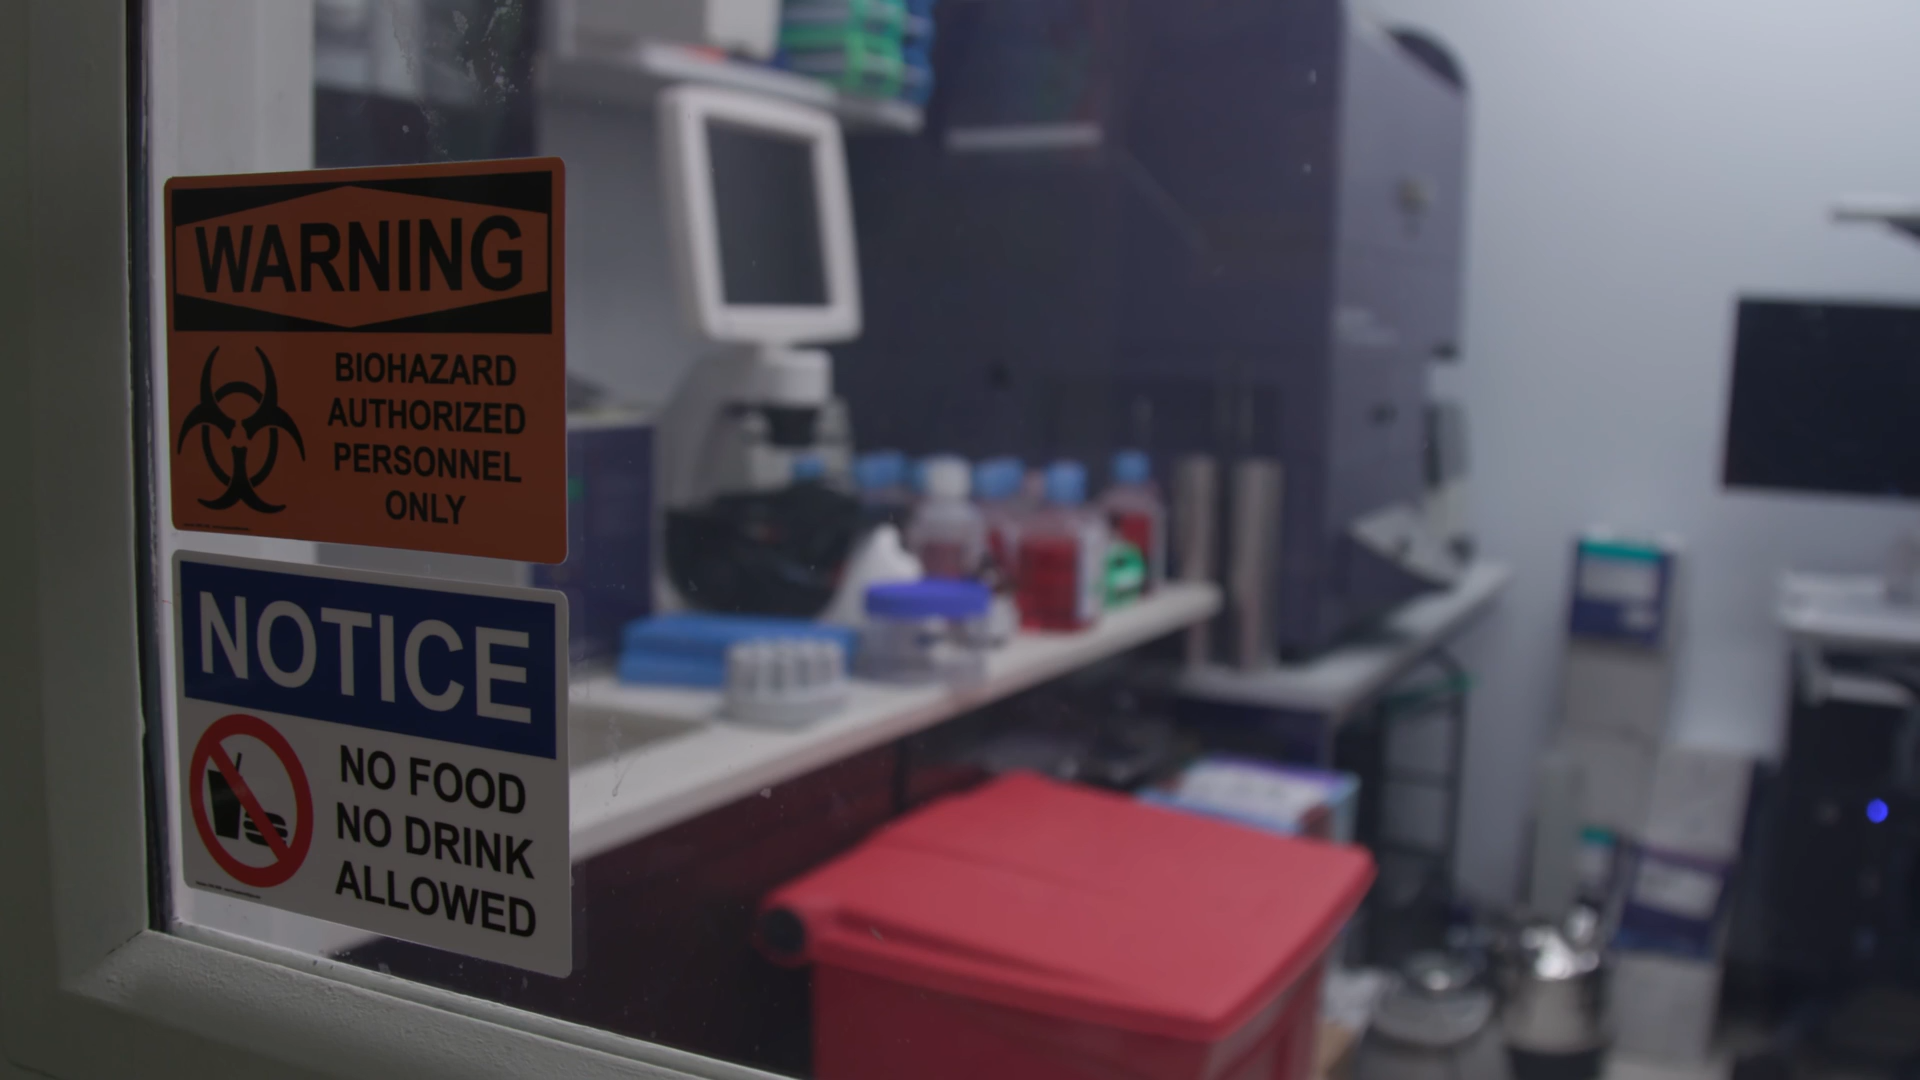 WARNING
BIOHAZARD
AUTHORIZED
PERSONNEL
ONLY
NOTICE
NO FOOD
NO DRINK
ALLOWED